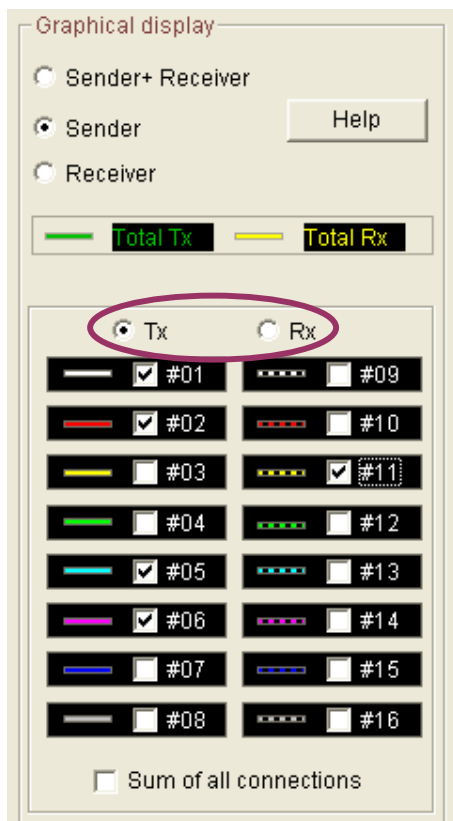 Graphical display
Sender+ Receiver
Sender
Help
Receiver
Total Tx Total Rx
Tx Rx
#01 #09
#02 #10
#03 #11
#04 #12
#05 #13
#06 #14
#07 #15
#08 #16
Sum of all connections